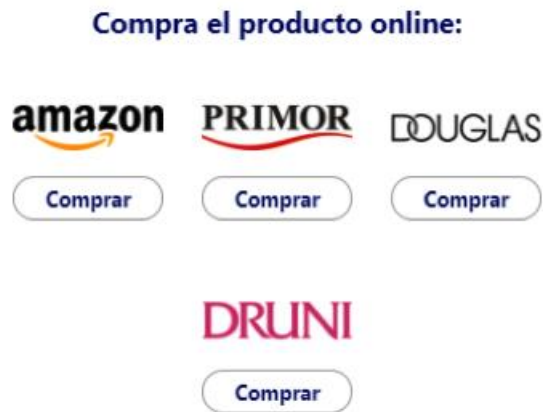 Compra el producto online:
amazon PRIMOR DOUGLAS
Comprar Comprar Comprar
DRUNI
Comprar